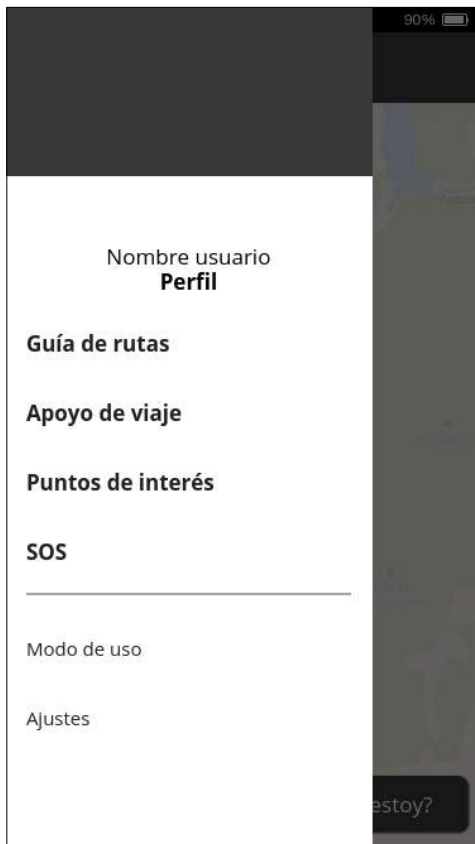 90%
Nombre usuario
Perfil
Guía de rutas
Apoyo de viaje
Puntos de interés
SOS
Modo de uso
Ajustes
estoy?